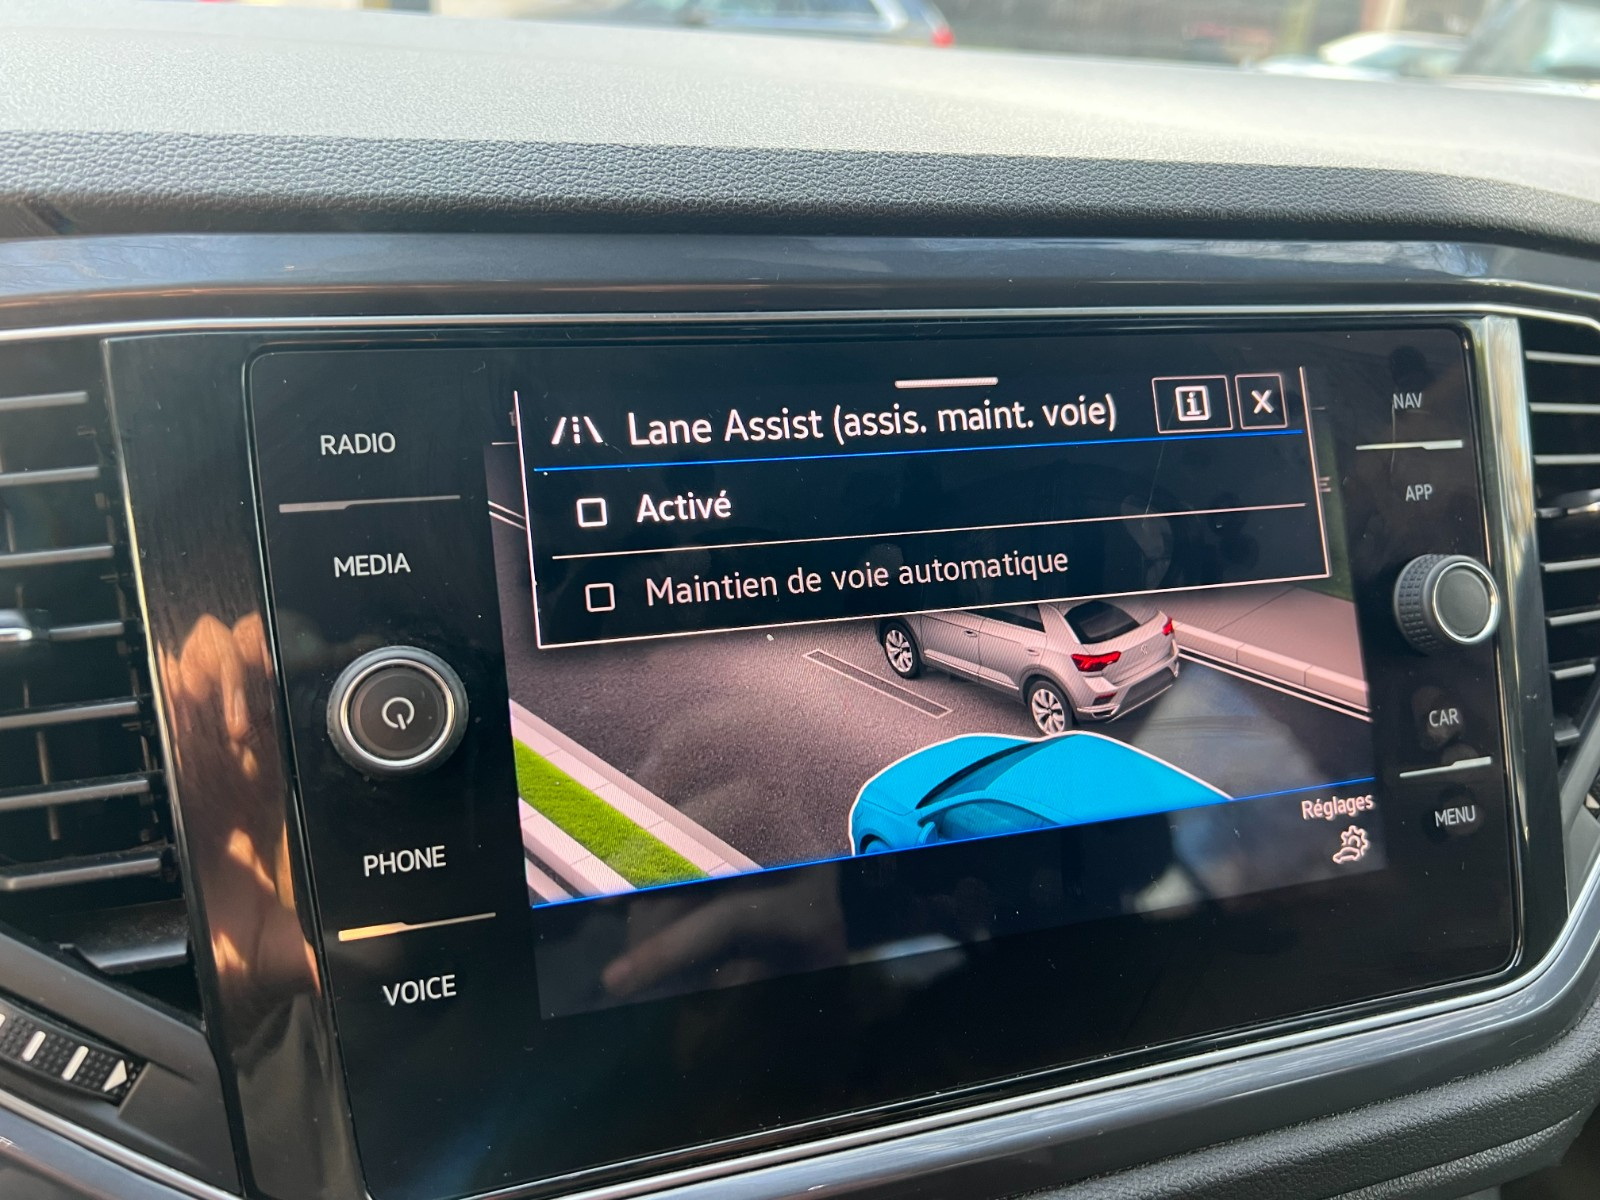 RADIO
MEDIA
PHONE
VOICE
Lane Assist (assis. maint. voie)
i
X
Activé
Maintien de voie automatique
Réglages
NAV
APP
CAR
MENU